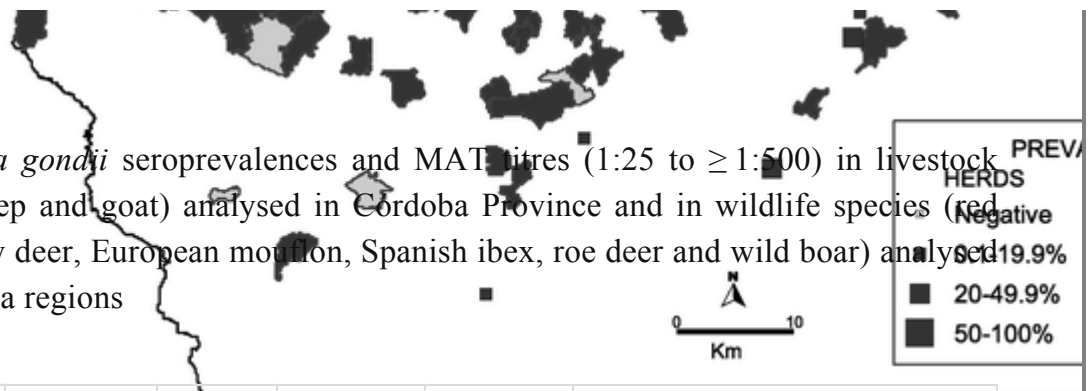 a gondii seroprevalences and MAT titres (1:25 to ≥ 1:500) in livestock
ep and goat) analysed in Córdoba Province and in wildlife species (red
deer, European mouflon, Spanish ibex, roe deer and wild boar) analysed
a regions
PREVA
HERDS
Negative
0.1-19.9%
20-49.9%
50-100%
N
0 10
Km